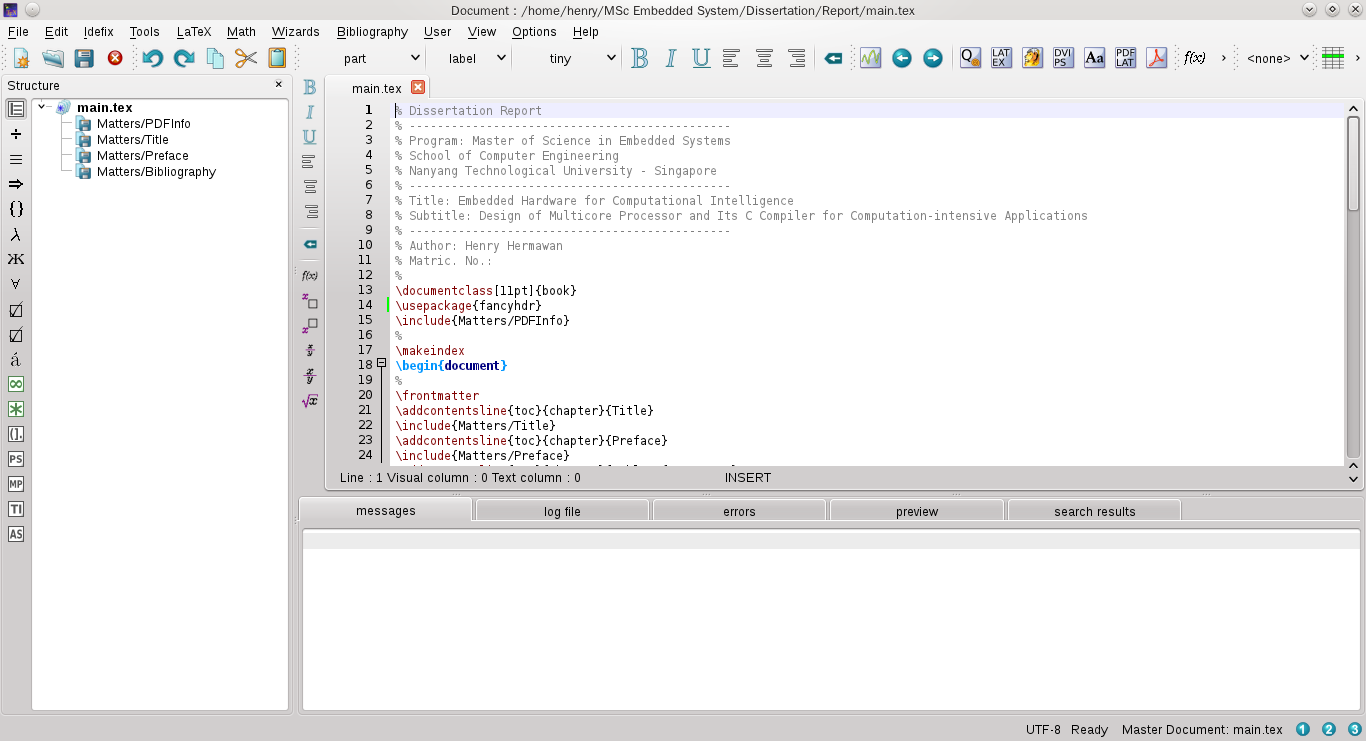 Document : /home/henry/MSc Embedded System/Dissertation/Report/main.tex
File Edit Idefix Tools LaTeX Math Wizards Bibliography User View Options Help
part label tiny B I U LAT EX DVI PS Aa PDF LAT f(x) <none>
Structure
main.tex
Matters/PDFInfo
Matters/Title
Matters/Preface
Matters/Bibliography
÷
{}
λ
Ж
∀
á
∞
(].
PS
MP
TI
AS
B
I
U
f(x)
main.tex
1 % Dissertation Report
2 % ----------------------------------------------
3 % Program: Master of Science in Embedded Systems
4 % School of Computer Engineering
5 % Nanyang Technological University - Singapore
6 % ----------------------------------------------
7 % Title: Embedded Hardware for Computational Intelligence
8 % Subtitle: Design of Multicore Processor and Its C Compiler for Computation-intensive Applications
9 % ----------------------------------------------
10 % Author: Henry Hermawan
11 % Matric. No.:
12 %
13 \documentclass[11pt]{book}
14 \usepackage{fancyhdr}
15 \include{Matters/PDFInfo}
16 %
17 \makeindex
18 \begin{document}
19 %
20 \frontmatter
21 \addcontentsline{toc}{chapter}{Title}
22 \include{Matters/Title}
23 \addcontentsline{toc}{chapter}{Preface}
24 \include{Matters/Preface}
Line : 1 Visual column : 0 Text column : 0 INSERT
messages log file errors preview search results
UTF-8 Ready Master Document: main.tex 1 2 3